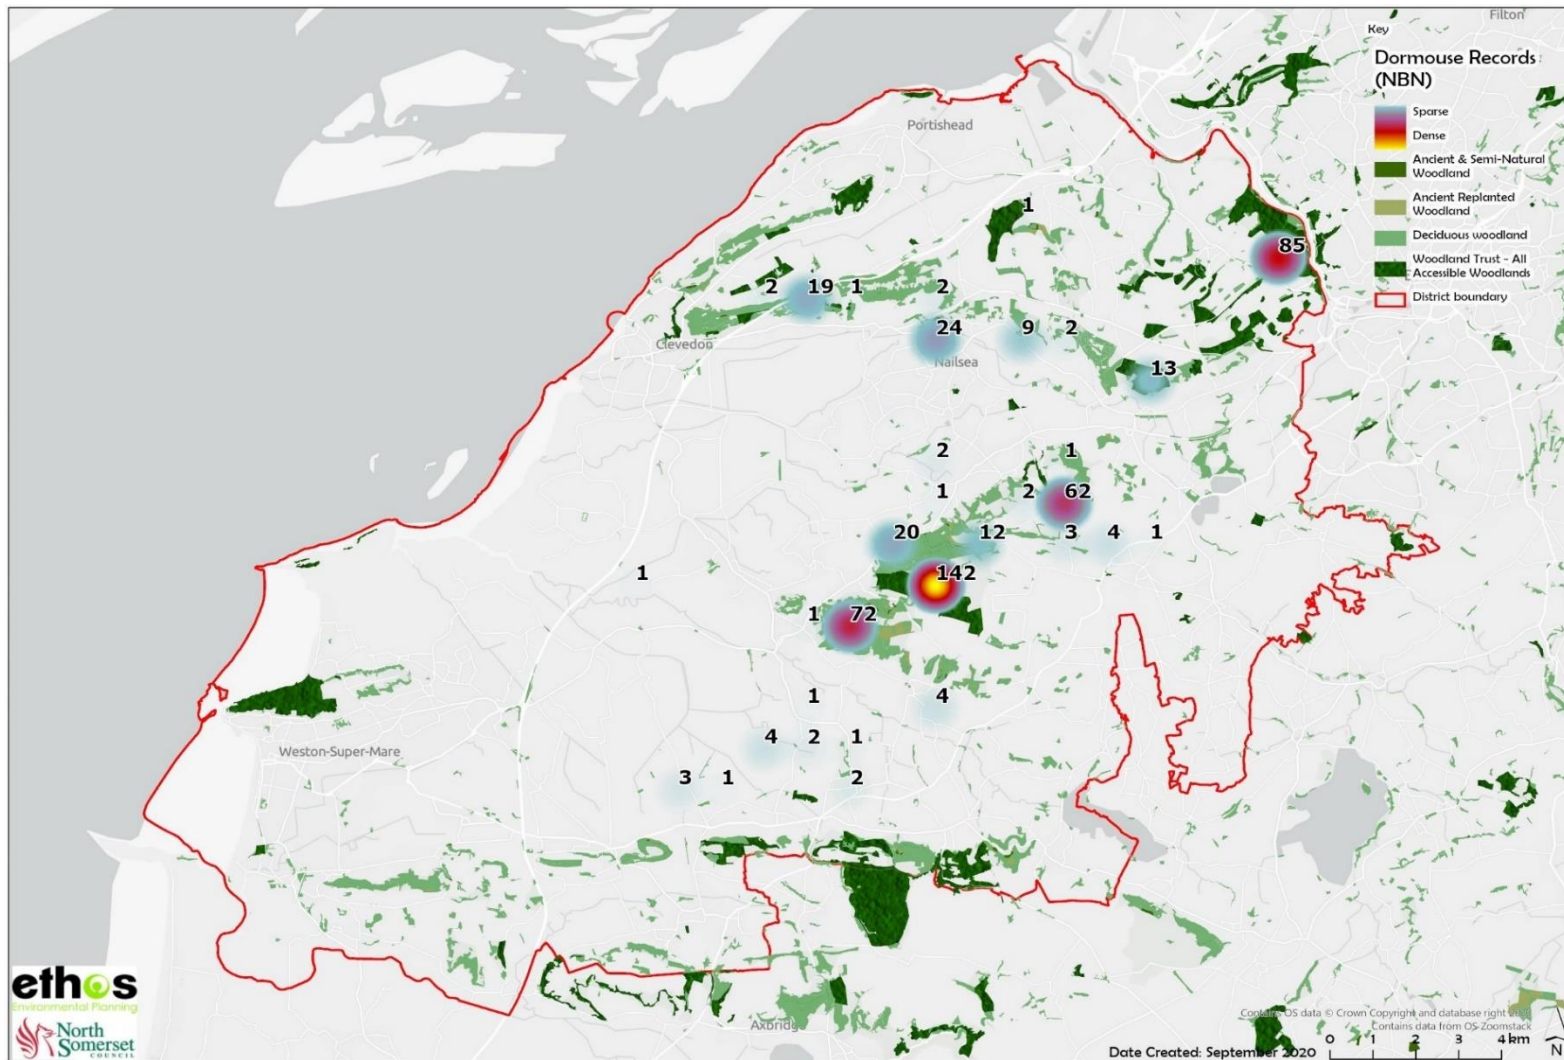 Filton
Key
Dormouse Records
(NBN)
Sparse
Dense
Ancient & Semi-Natural
Woodland
Ancient Replanted
Woodland
Deciduous woodland
Woodland Trust - All
Accessible Woodlands
District boundary
Portishead
1
85
2 19 1 2
24 9 2
Clevedon
Nailsea
13
2 1
1 2 62
20 12 3 4 1
1 142
1 72
1 4
Weston-Super-Mare
4 2 1
3 1 2
ethos
Environmental Planning
North
Somerset
COUNCIL
Axbridge
Contains OS data © Crown Copyright and database right
Contains data from OS Zoomstack
Date Created: September 2020
0 1 2 4 km
N